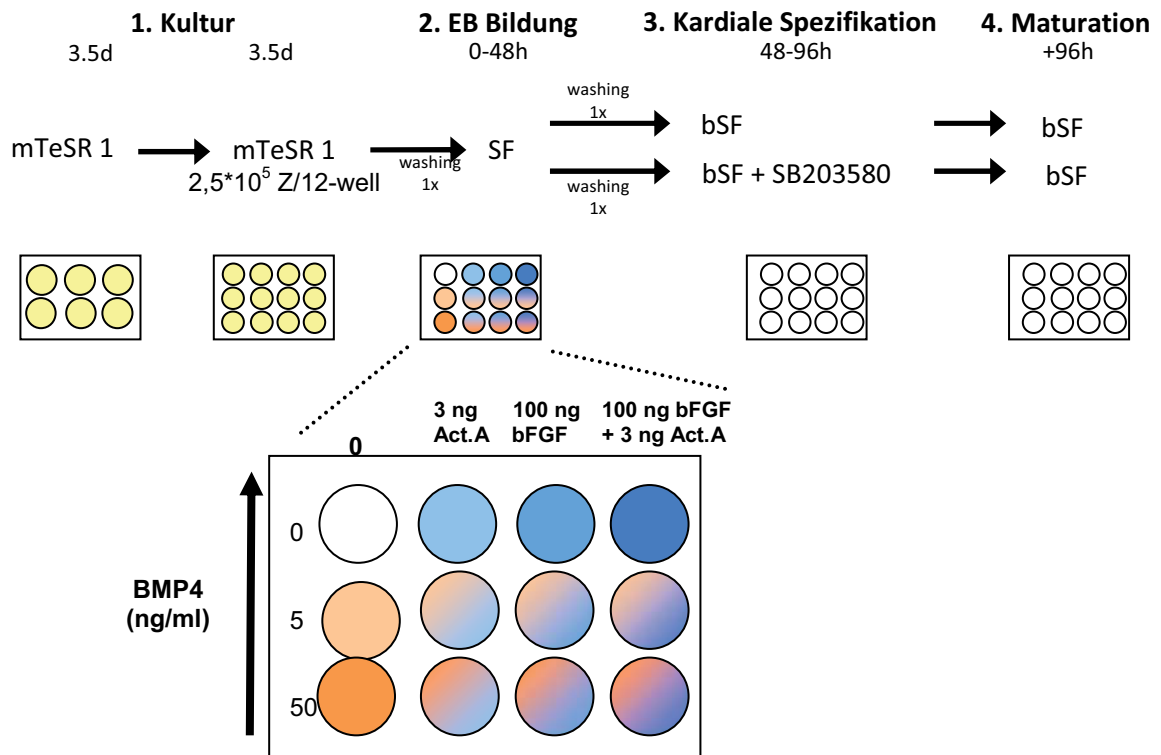 1. Kultur
2. EB Bildung
3. Kardiale Spezifikation
4. Maturation
3.5d
3.5d
0-48h
48-96h
+96h
mTeSR 1
mTeSR 1
2,5*10⁵ Z/12-well
washing
1x
SF
washing
1x
bSF
bSF
washing
1x
bSF + SB203580
bSF
0
3 ng
Act.A
100 ng
bFGF
100 ng bFGF
+ 3 ng Act.A
BMP4
(ng/ml)
0
5
50